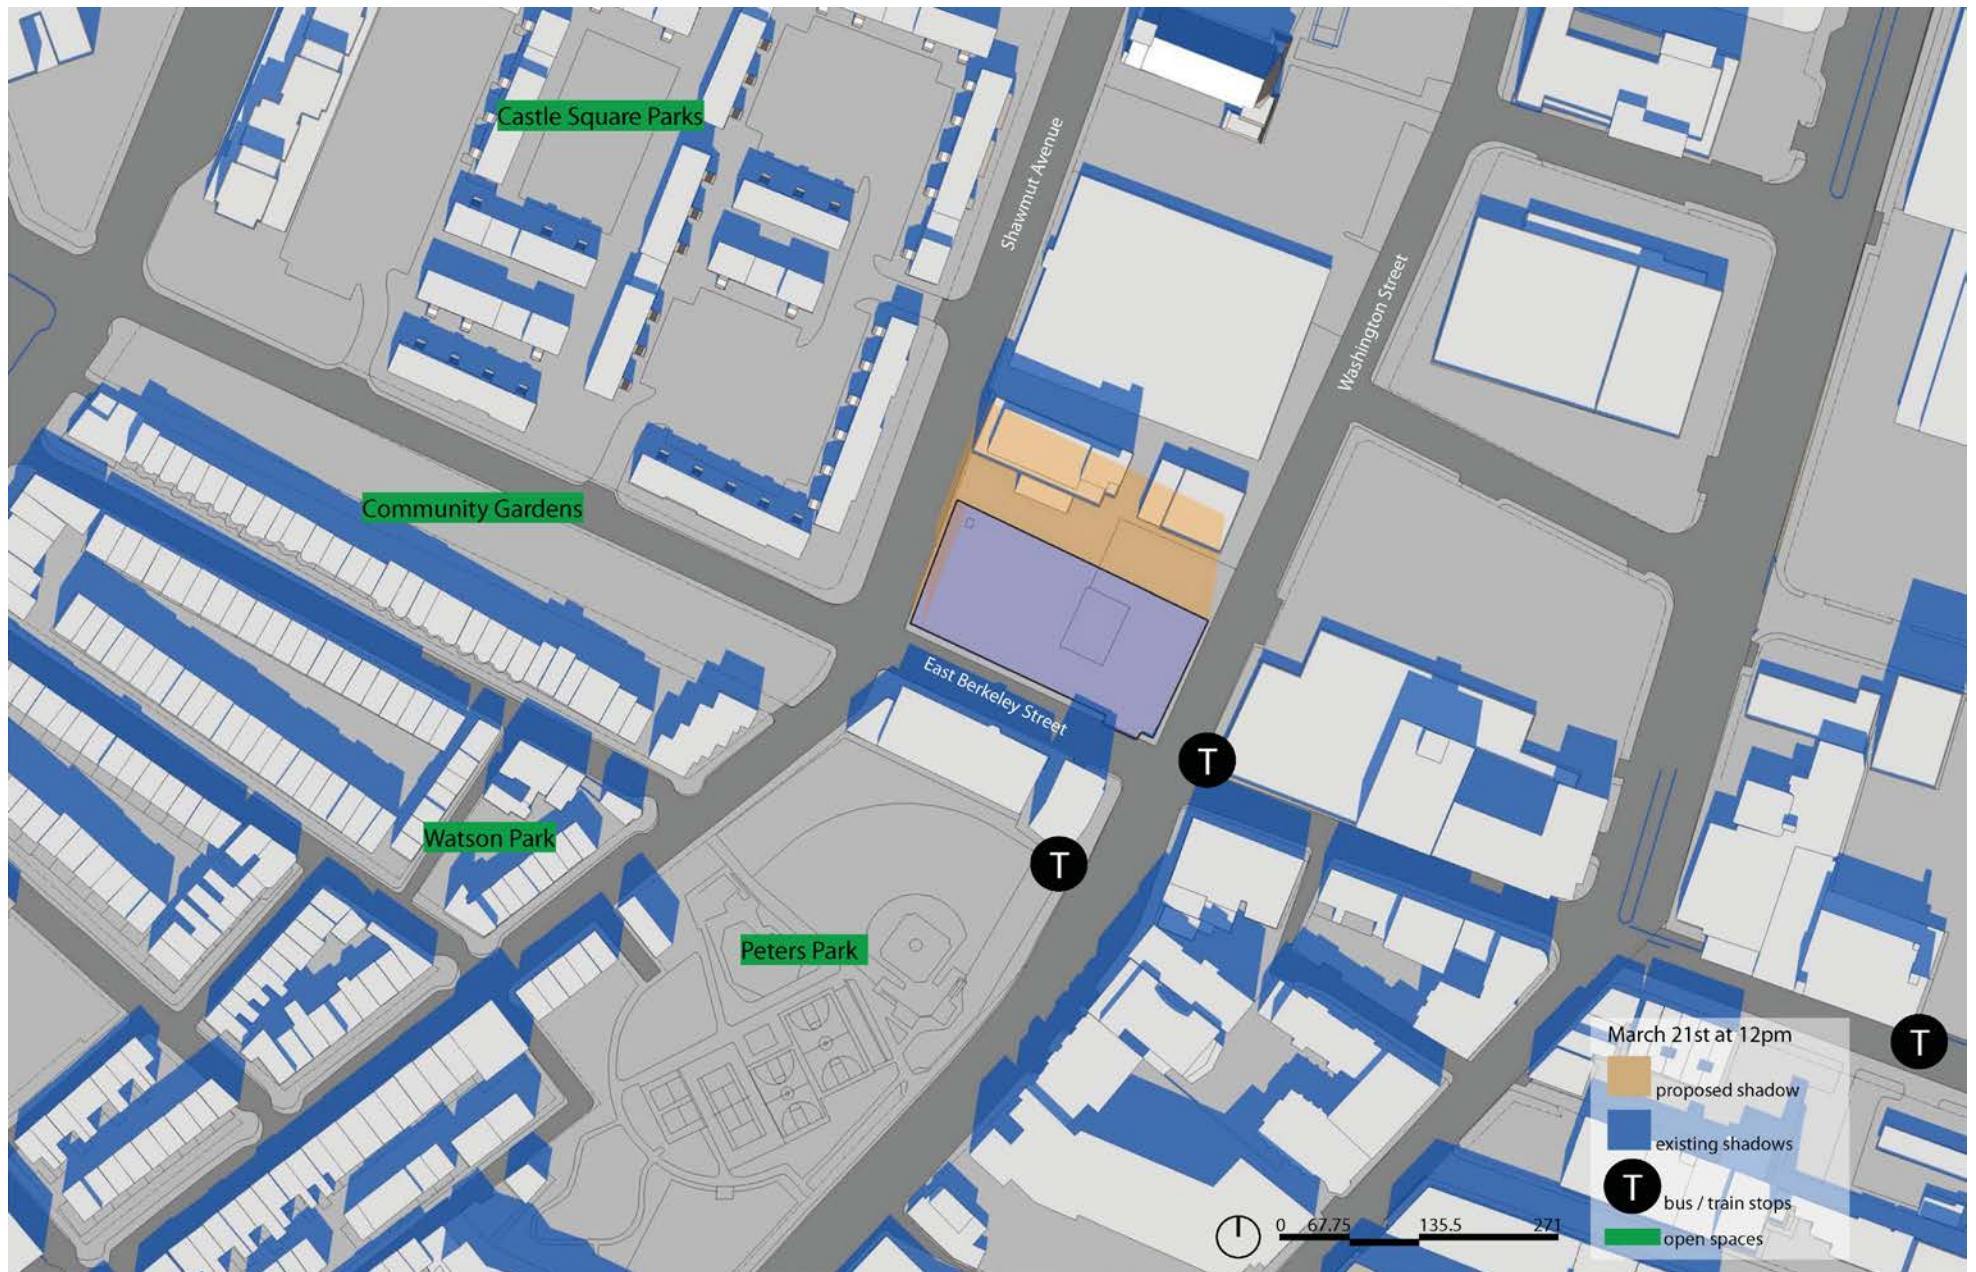 Castle Square Parks
Shawmut Avenue
Washington Street
Community Gardens
East Berkeley Street
T
Watson Park
T
Peters Park
March 21st at 12pm
proposed shadow
existing shadows
T
bus / train stops
open spaces
T
0 67.75 135.5 271